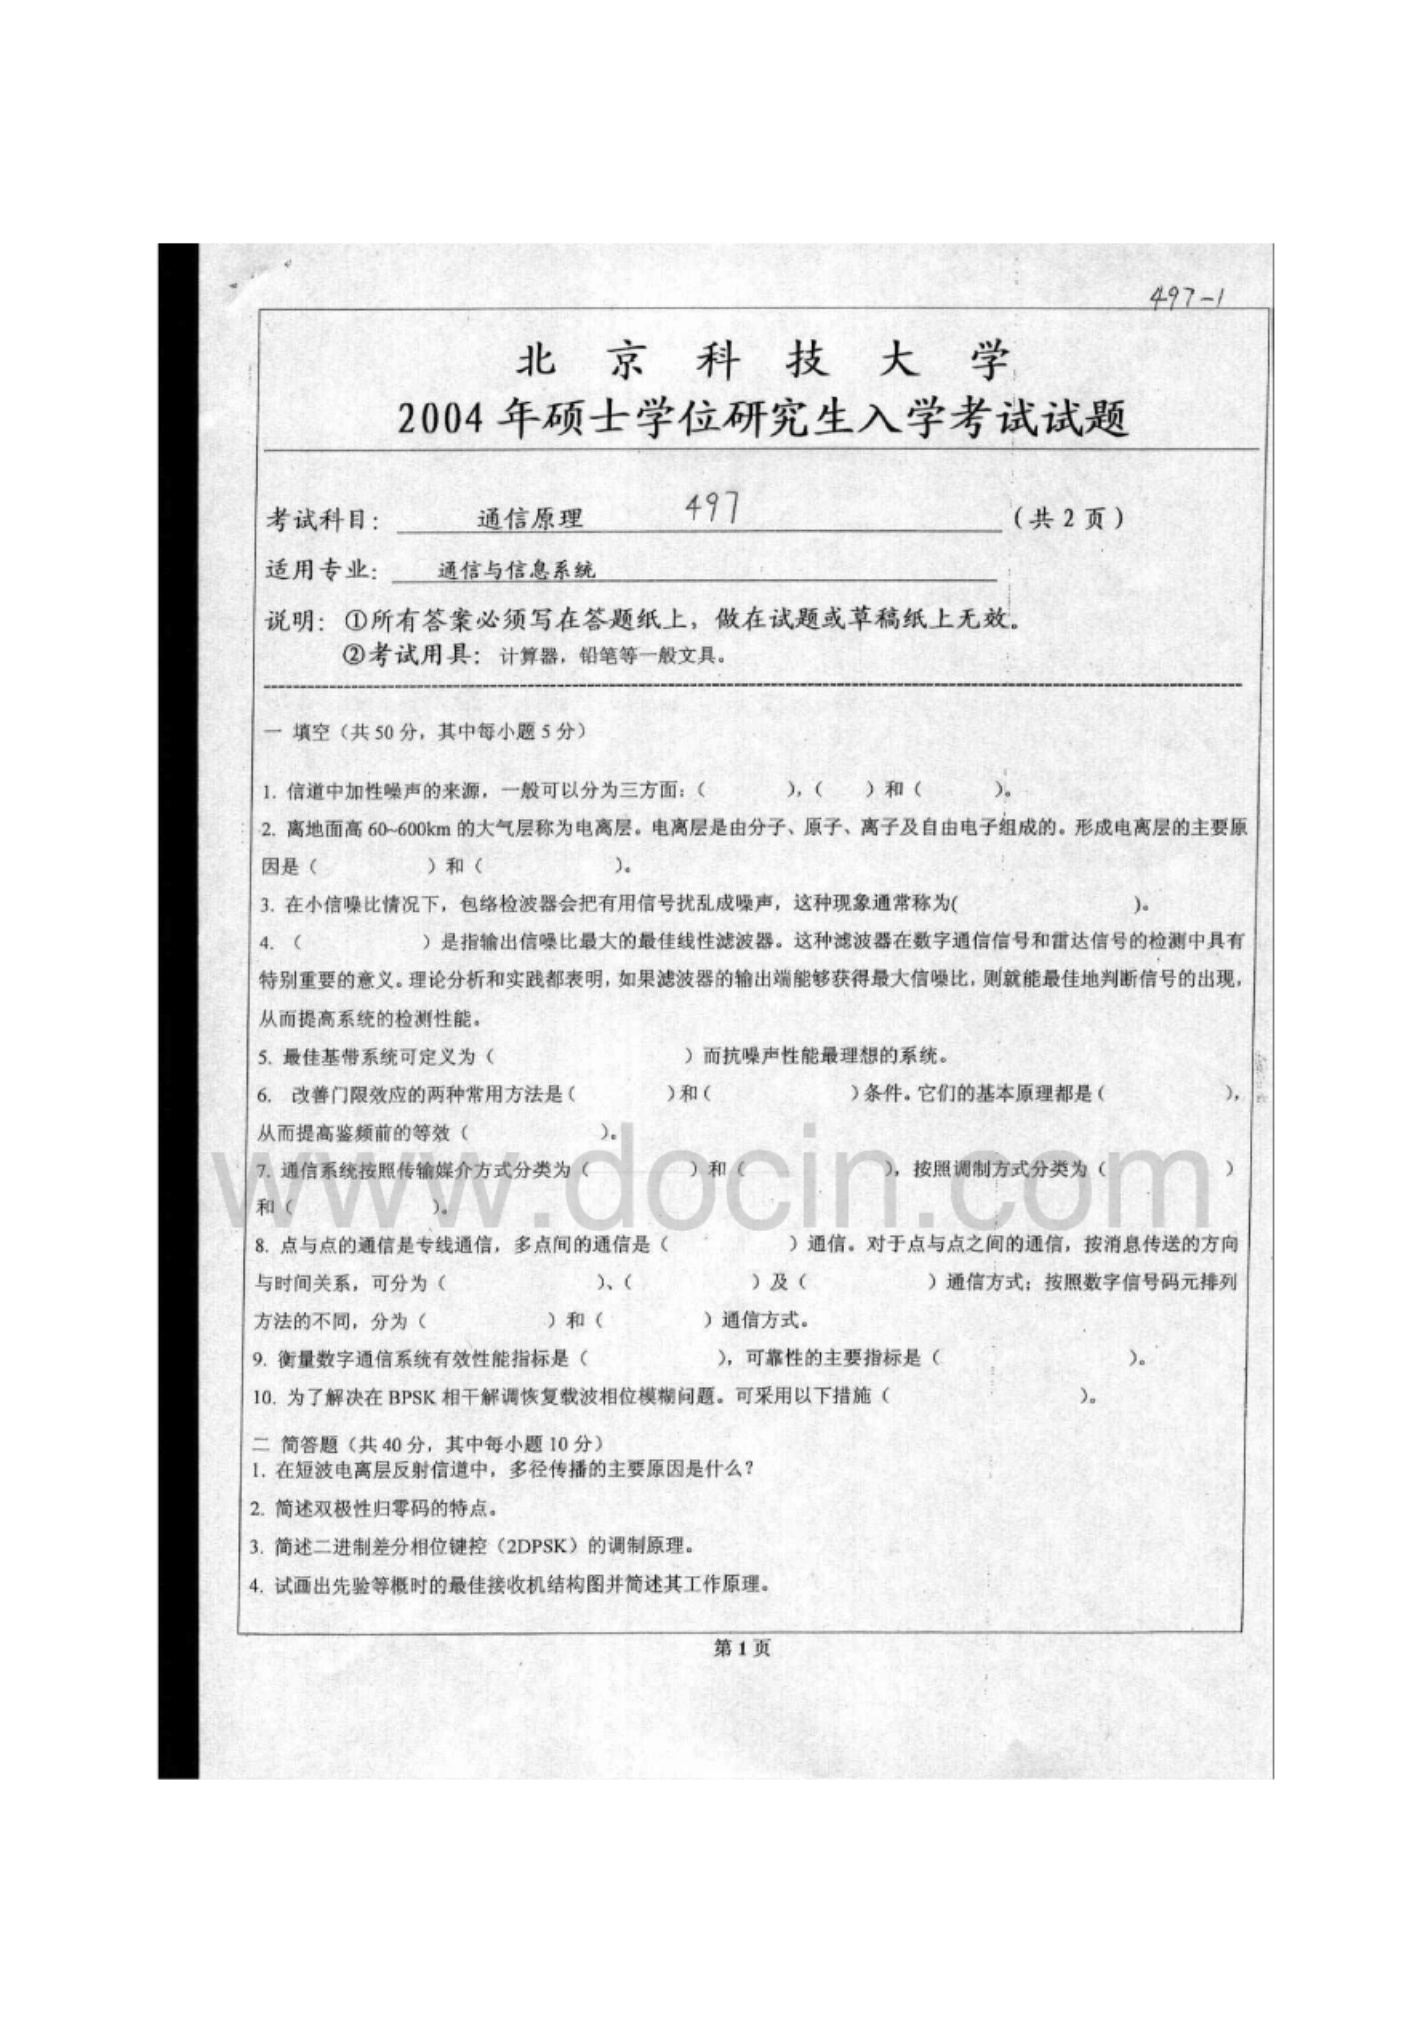 497-1
北京科技大学
2004年硕士学位研究生入学考试试题
考试科目: 通信原理 497 (共2页)
适用专业: 通信与信息系统
说明: ①所有答案必须写在答题纸上，做在试题或草稿纸上无效。
②考试用具: 计算器，铅笔等一般文具。
一 填空（共50分，其中每小题5分）
1. 信道中加性噪声的来源，一般可以分为三方面:（ ），（ ）和（ ）。
2. 离地面高60~600km的大气层称为电离层。电离层是由分子、原子、离子及自由电子组成的。形成电离层的主要原
因是（ ）和（ ）。
3. 在小信噪比情况下，包络检波器会把有用信号扰乱成噪声，这种现象通常称为( )。
4. （ ）是指输出信噪比最大的最佳线性滤波器。这种滤波器在数字通信信号和雷达信号的检测中具有
特别重要的意义。理论分析和实践都表明，如果滤波器的输出端能够获得最大信噪比，则就能最佳地判断信号的出现，
从而提高系统的检测性能。
5. 最佳基带系统可定义为（ ）而抗噪声性能最理想的系统。
6. 改善门限效应的两种常用方法是（ ）和（ ）条件。它们的基本原理都是（ ），
从而提高鉴频前的等效（ ）。
7. 通信系统按照传输媒介方式分类为（ ）和（ ），按照调制方式分类为（ ）
和（ ）。
8. 点与点的通信是专线通信，多点间的通信是（ ）通信。对于点与点之间的通信，按消息传送的方向
与时间关系，可分为（ ）、（ ）及（ ）通信方式；按照数字信号码元排列
方法的不同，分为（ ）和（ ）通信方式。
9. 衡量数字通信系统有效性能指标是（ ），可靠性的主要指标是（ ）。
10. 为了解决在BPSK相干解调恢复载波相位模糊问题。可采用以下措施（ ）。
二 简答题（共40分，其中每小题10分）
1. 在短波电离层反射信道中，多径传播的主要原因是什么?
2. 简述双极性归零码的特点。
3. 简述二进制差分相位键控（2DPSK）的调制原理。
4. 试画出先验等概时的最佳接收机结构图并简述其工作原理。
第1页
www.docin.com